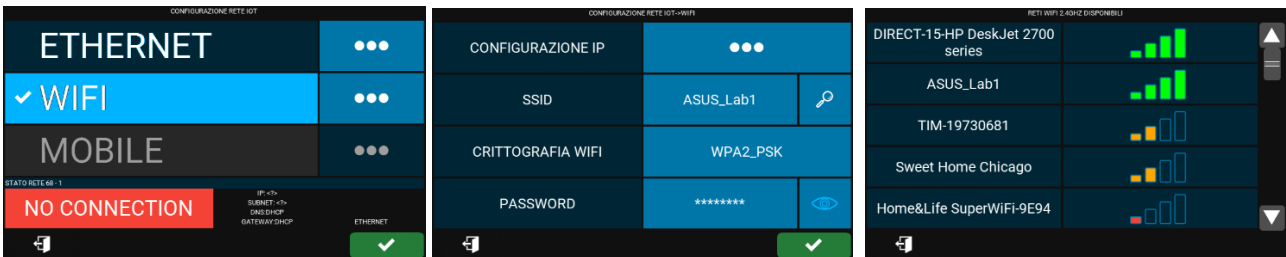 CONFIGURAZIONE RETE IOT
ETHERNET
WIFI
MOBILE
STATO RETE 68 - 1
NO CONNECTION
IP: <?>
SUBNET: <?>
DNS:DHCP
GATEWAY:DHCP
ETHERNET
CONFIGURAZIONE RETE IOT->WIFI
CONFIGURAZIONE IP
SSID ASUS_Lab1
CRITTOGRAFIA WIFI WPA2_PSK
PASSWORD ********
RETI WIFI 2.4GHZ DISPONIBILI
DIRECT-15-HP DeskJet 2700
series
ASUS_Lab1
TIM-19730681
Sweet Home Chicago
Home&Life SuperWiFi-9E94